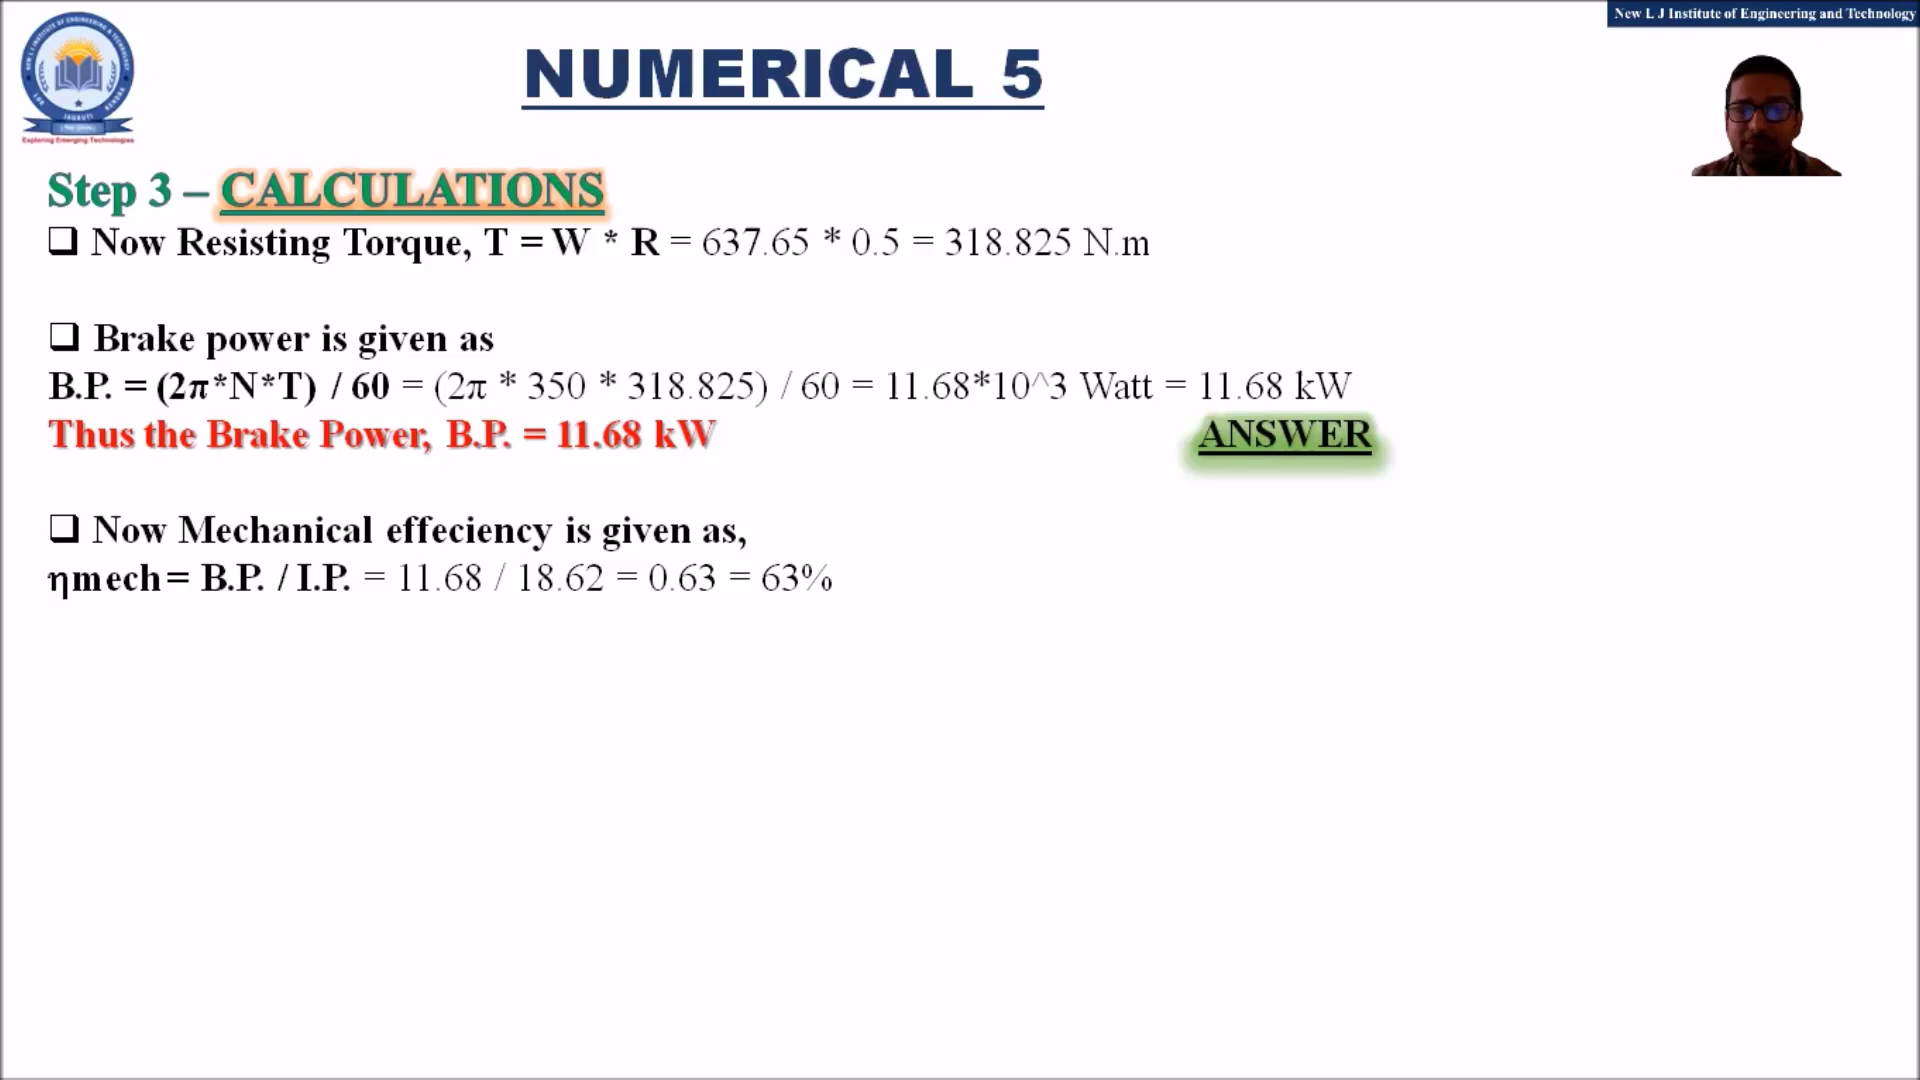 New L J Institute of Engineering and Technology
NUMERICAL 5
Exploring Emerging Technologies
Step 3 – CALCULATIONS
❑ Now Resisting Torque, T = W * R = 637.65 * 0.5 = 318.825 N.m
❑ Brake power is given as
B.P. = (2π*N*T) / 60 = (2π * 350 * 318.825) / 60 = 11.68*10^3 Watt = 11.68 kW
Thus the Brake Power, B.P. = 11.68 kW ANSWER
❑ Now Mechanical effeciency is given as,
ηmech = B.P. / I.P. = 11.68 / 18.62 = 0.63 = 63%